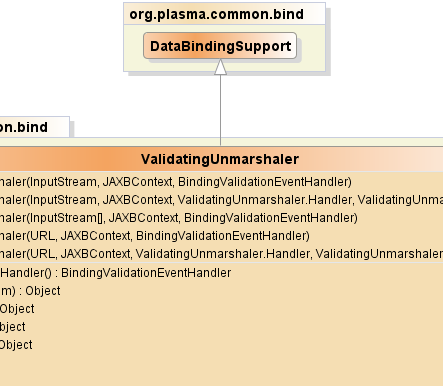 org.plasma.common.bind
DataBindingSupport
on.bind
ValidatingUnmarshaler
haler(InputStream, JAXBContext, BindingValidationEventHandler)
haler(InputStream, JAXBContext, ValidatingUnmarshaler.Handler, ValidatingUnma
haler(InputStream[], JAXBContext, BindingValidationEventHandler)
haler(URL, JAXBContext, BindingValidationEventHandler)
haler(URL, JAXBContext, ValidatingUnmarshaler.Handler, ValidatingUnmarshaler
Handler() : BindingValidationEventHandler
m) : Object
Object
bject
Object